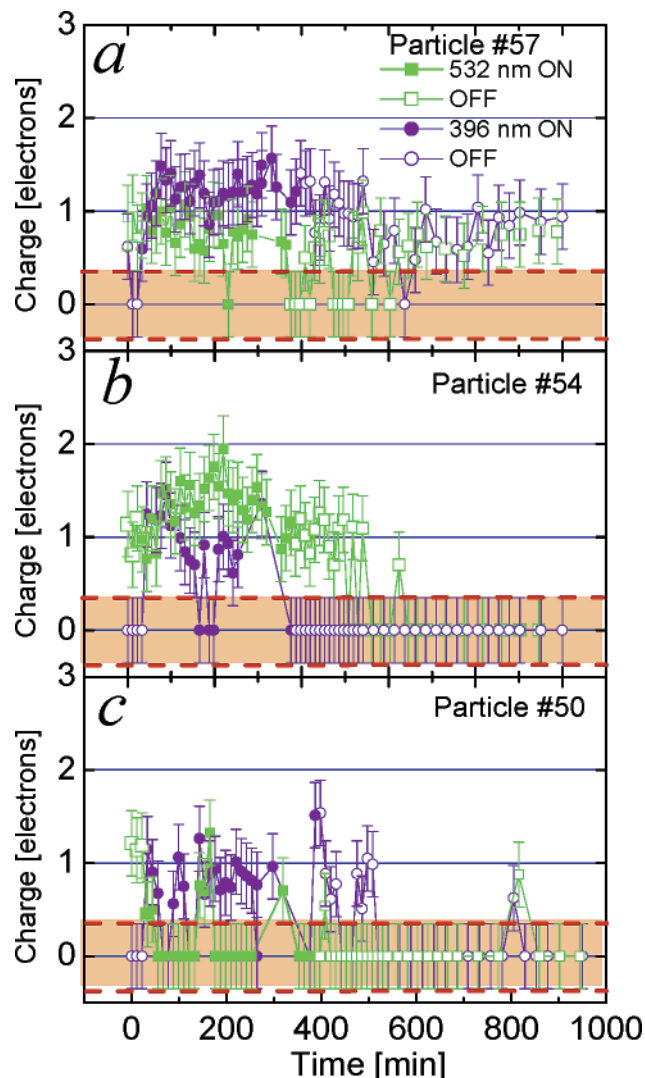 a
Particle #57
532 nm ON
OFF
396 nm ON
OFF
3
2
1
0
Charge [electrons]
b
Particle #54
3
2
1
0
Charge [electrons]
c
Particle #50
3
2
1
0
Charge [electrons]
0 200 400 600 800 1000
Time [min]